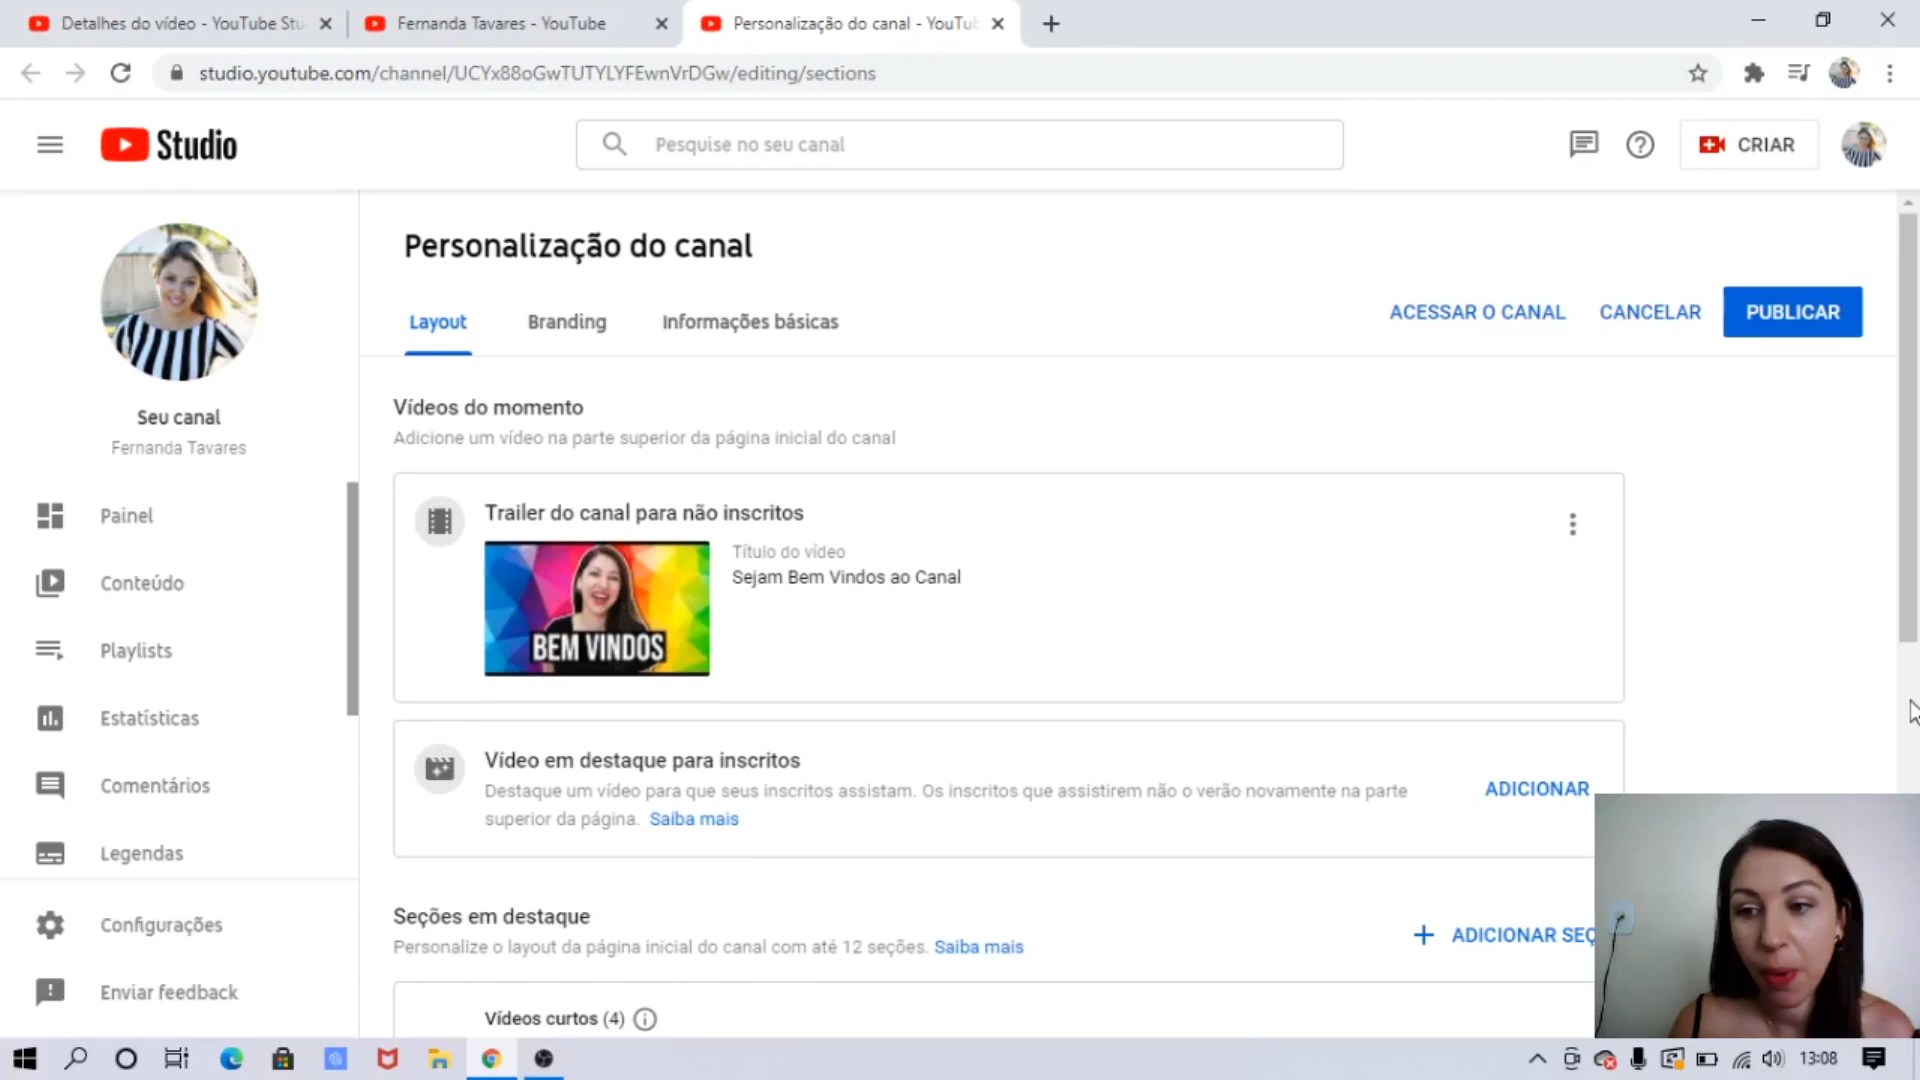 Detalhes do vídeo - YouTube Stu
Fernanda Tavares - YouTube
Personalização do canal - YouTub
studio.youtube.com/channel/UCYx88oGwTUTYLYFEwnVrDGw/editing/sections
Studio
Pesquise no seu canal
CRIAR
Personalização do canal
Layout
Branding
Informações básicas
ACESSAR O CANAL
CANCELAR
PUBLICAR
Seu canal
Fernanda Tavares
Painel
Conteúdo
Playlists
Estatísticas
Comentários
Legendas
Configurações
Enviar feedback
Vídeos do momento
Adicione um vídeo na parte superior da página inicial do canal
Trailer do canal para não inscritos
BEM VINDOS
Título do vídeo
Sejam Bem Vindos ao Canal
Vídeo em destaque para inscritos
Destaque um vídeo para que seus inscritos assistam. Os inscritos que assistirem não o verão novamente na parte
superior da página. Saiba mais
ADICIONAR
Seções em destaque
Personalize o layout da página inicial do canal com até 12 seções. Saiba mais
ADICIONAR SEÇ
Vídeos curtos (4)
13:08